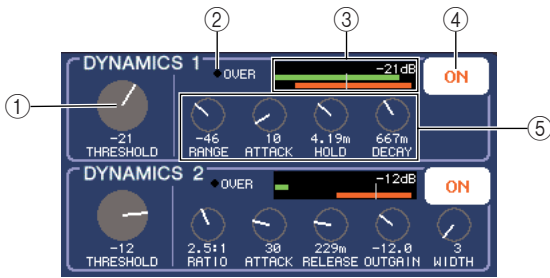 ② ③ ④
DYNAMICS 1
OVER
-21dB
ON
①
⑤
-21
-46 10 4.19m 667m
THRESHOLD RANGE ATTACK HOLD DECAY
DYNAMICS 2
OVER
-12dB
ON
-12 2.5:1 30 229m -12.0 3
THRESHOLD RATIO ATTACK RELEASE OUTGAIN WIDTH